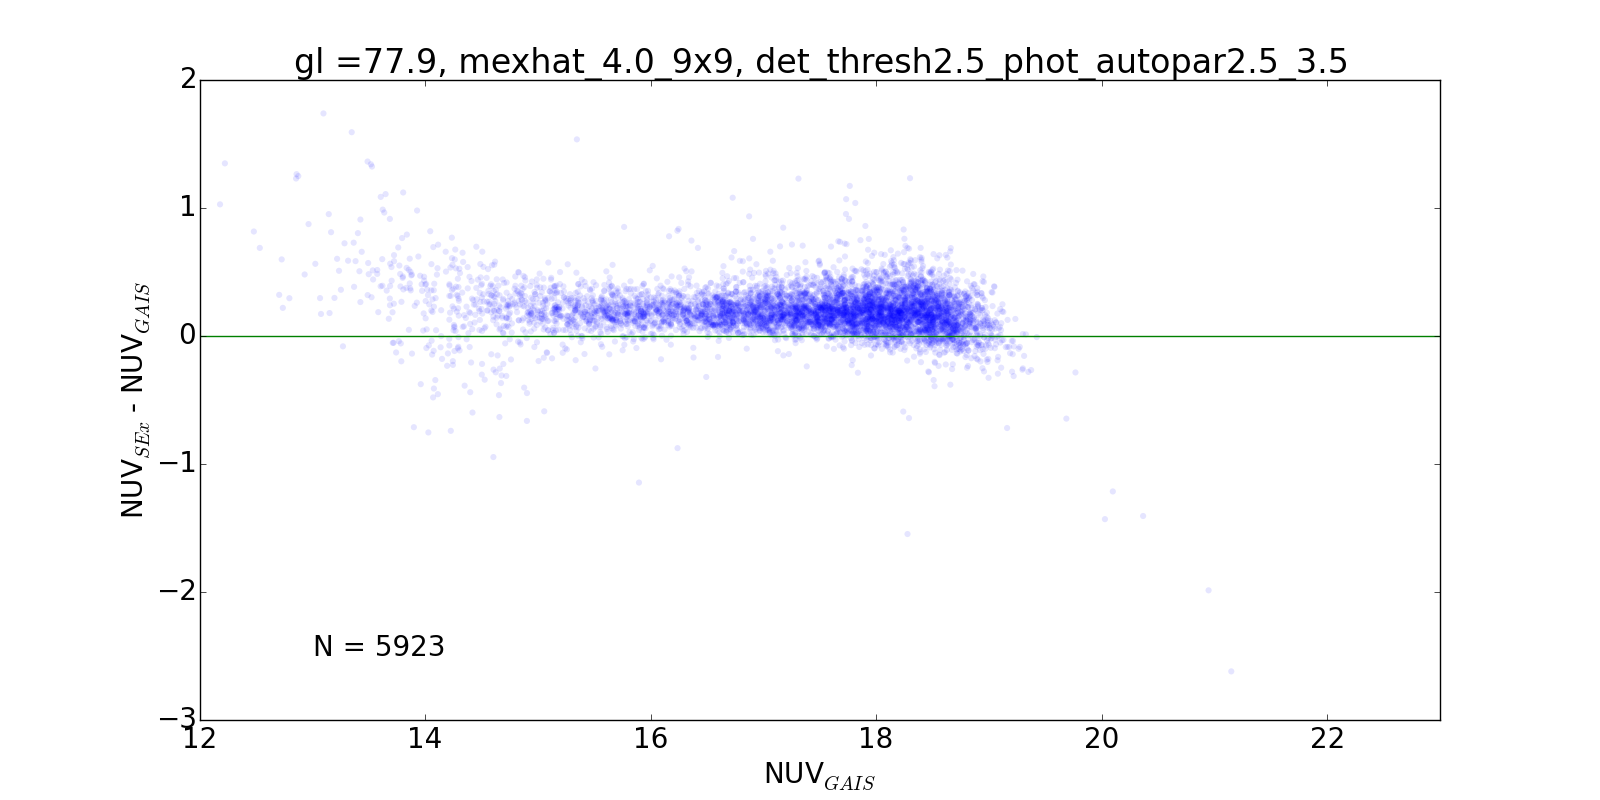 gl =77.9, mexhat_4.0_9x9, det_thresh2.5_phot_autopar2.5_3.5
2
1
0
−1
−2
−3
NUV_SEx - NUV_GAIS
N = 5923
12 14 16 18 20 22
NUV_GAIS